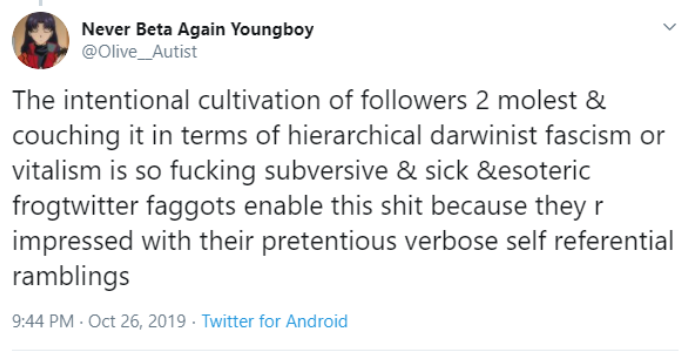 Never Beta Again Youngboy
@Olive__Autist
The intentional cultivation of followers 2 molest &
couching it in terms of hierarchical darwinist fascism or
vitalism is so fucking subversive & sick &esoteric
frogtwitter faggots enable this shit because they r
impressed with their pretentious verbose self referential
ramblings
9:44 PM · Oct 26, 2019 · Twitter for Android